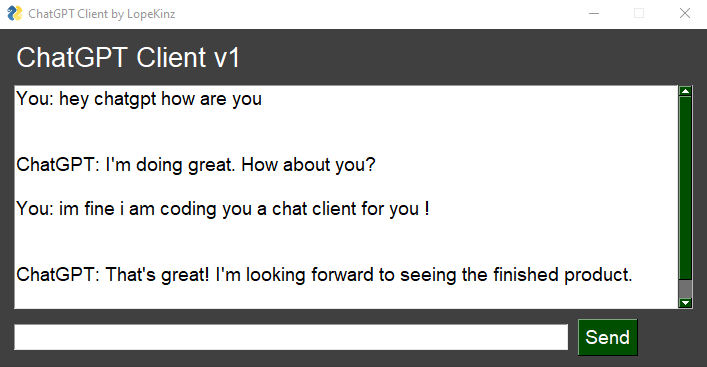 ChatGPT Client by LopeKinz
ChatGPT Client v1
You: hey chatgpt how are you
ChatGPT: I'm doing great. How about you?
You: im fine i am coding you a chat client for you !
ChatGPT: That's great! I'm looking forward to seeing the finished product.
Send